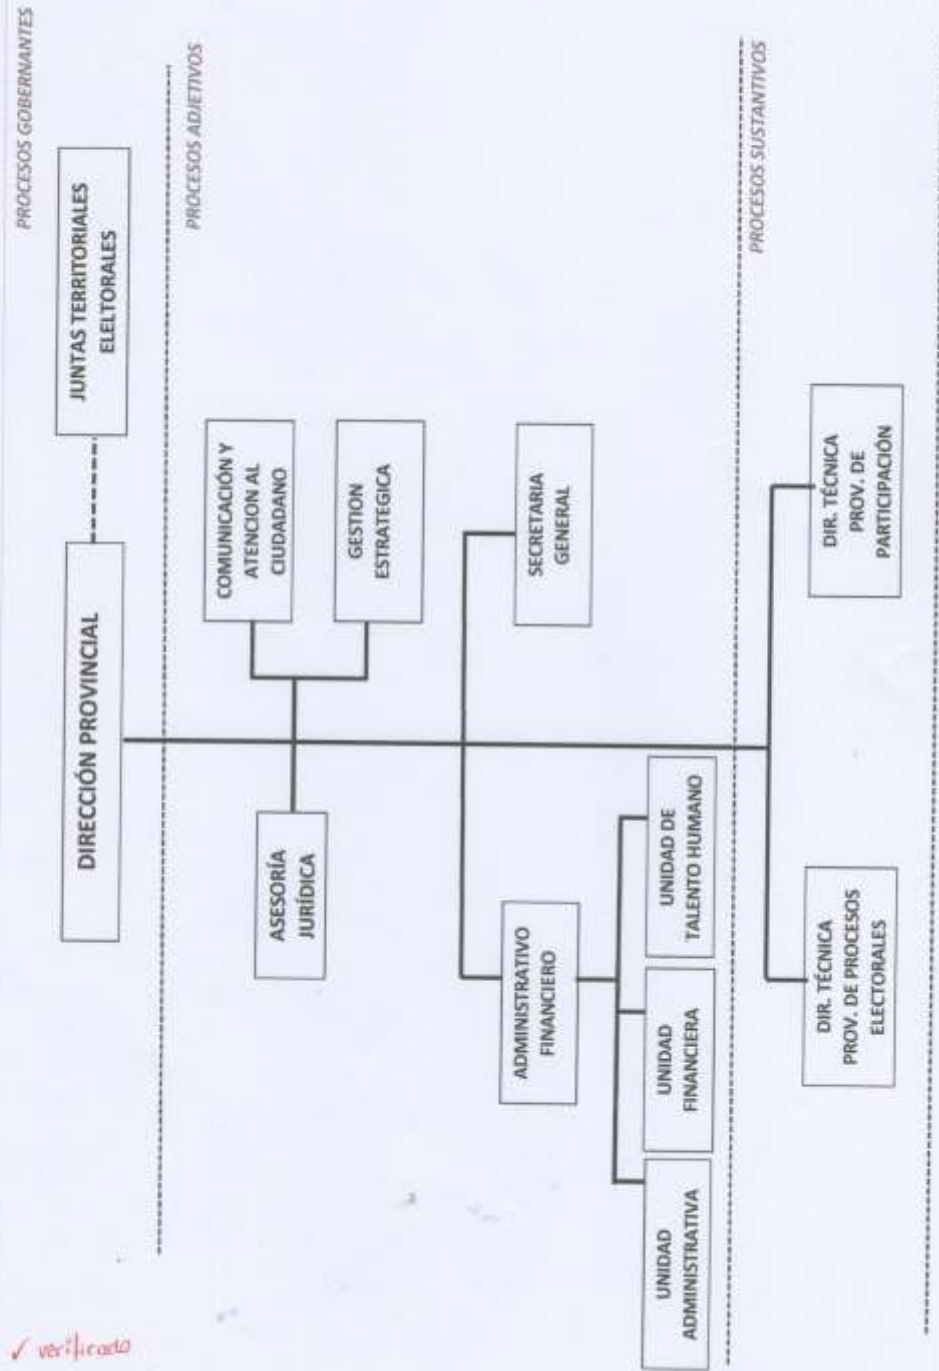 PROCESOS GOBERNANTES
DIRECCIÓN PROVINCIAL
JUNTAS TERRITORIALES
ELELTORALES
PROCESOS ADJETIVOS
COMUNICACIÓN Y
ATENCION AL
CIUDADANO
ASESORÍA
JURÍDICA
GESTION
ESTRATEGICA
ADMINISTRATIVO
FINANCIERO
SECRETARIA
GENERAL
UNIDAD
ADMINISTRATIVA
UNIDAD
FINANCIERA
UNIDAD DE
TALENTO HUMANO
PROCESOS SUSTANTIVOS
DIR. TÉCNICA
PROV. DE PROCESOS
ELECTORALES
DIR. TÉCNICA
PROV. DE
PARTICIPACIÓN
✓ verificado